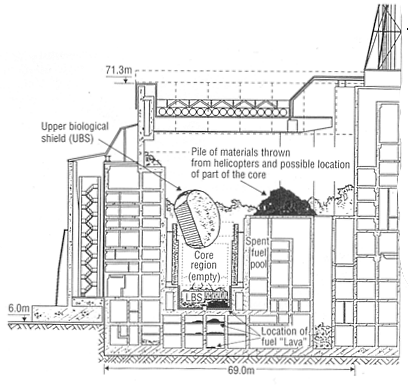 71.3m
Upper biological
shield (UBS)
Pile of materials thrown
from helicopters and possible location
of part of the core
Core
region
(empty)
Spent
fuel
pool
LBS
6.0m
Location of
fuel "Lava"
69.0m